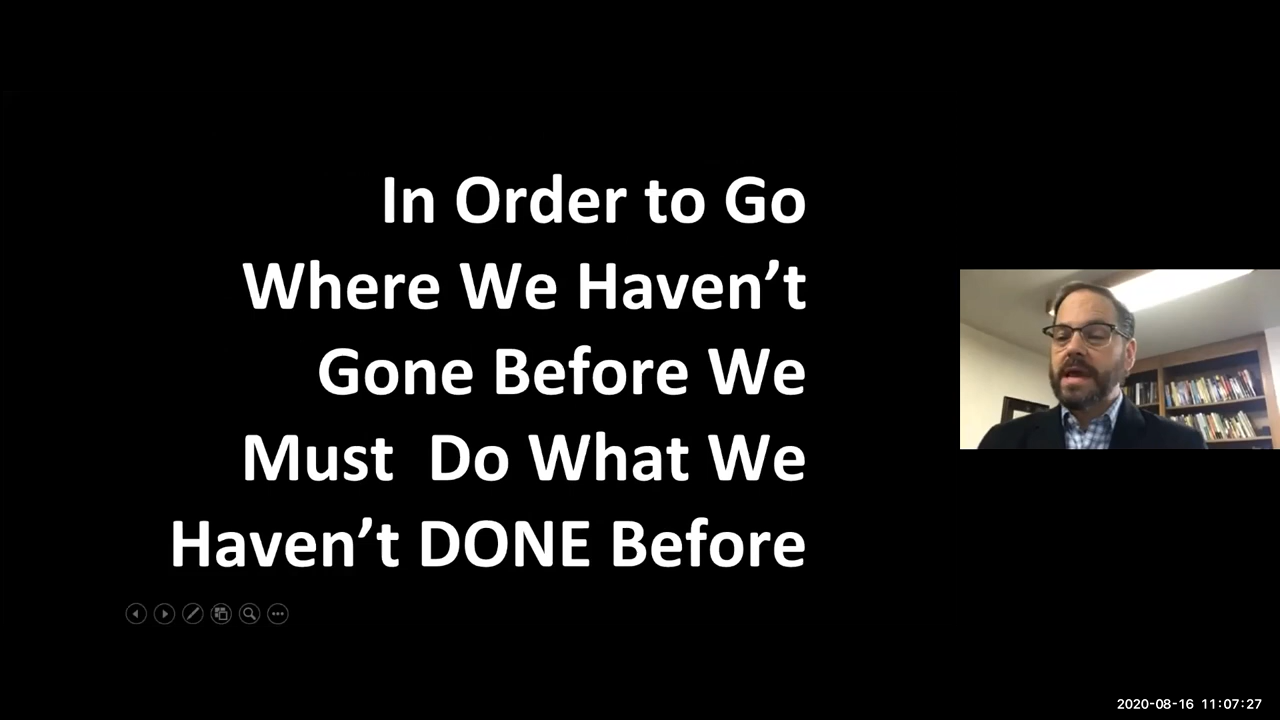 In Order to Go
Where We Haven’t
Gone Before We
Must  Do What We
Haven’t DONE Before
2020-08-16 11:07:27